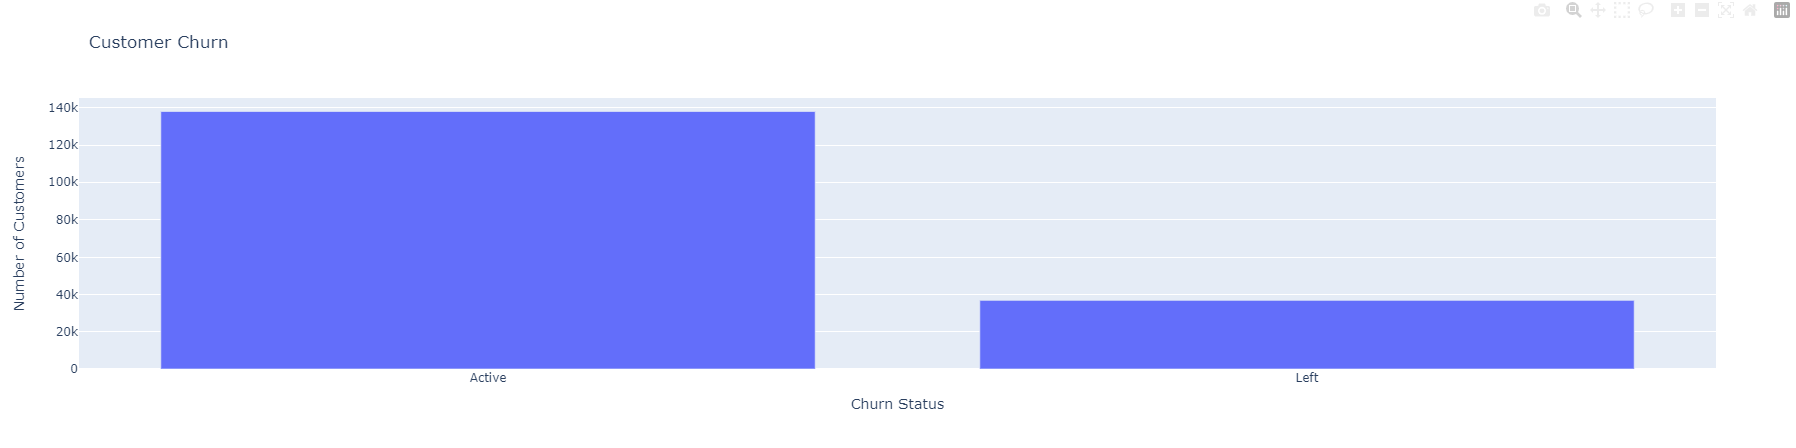 Customer Churn
140k
120k
100k
80k
60k
40k
20k
0
Number of Customers
Active
Left
Churn Status